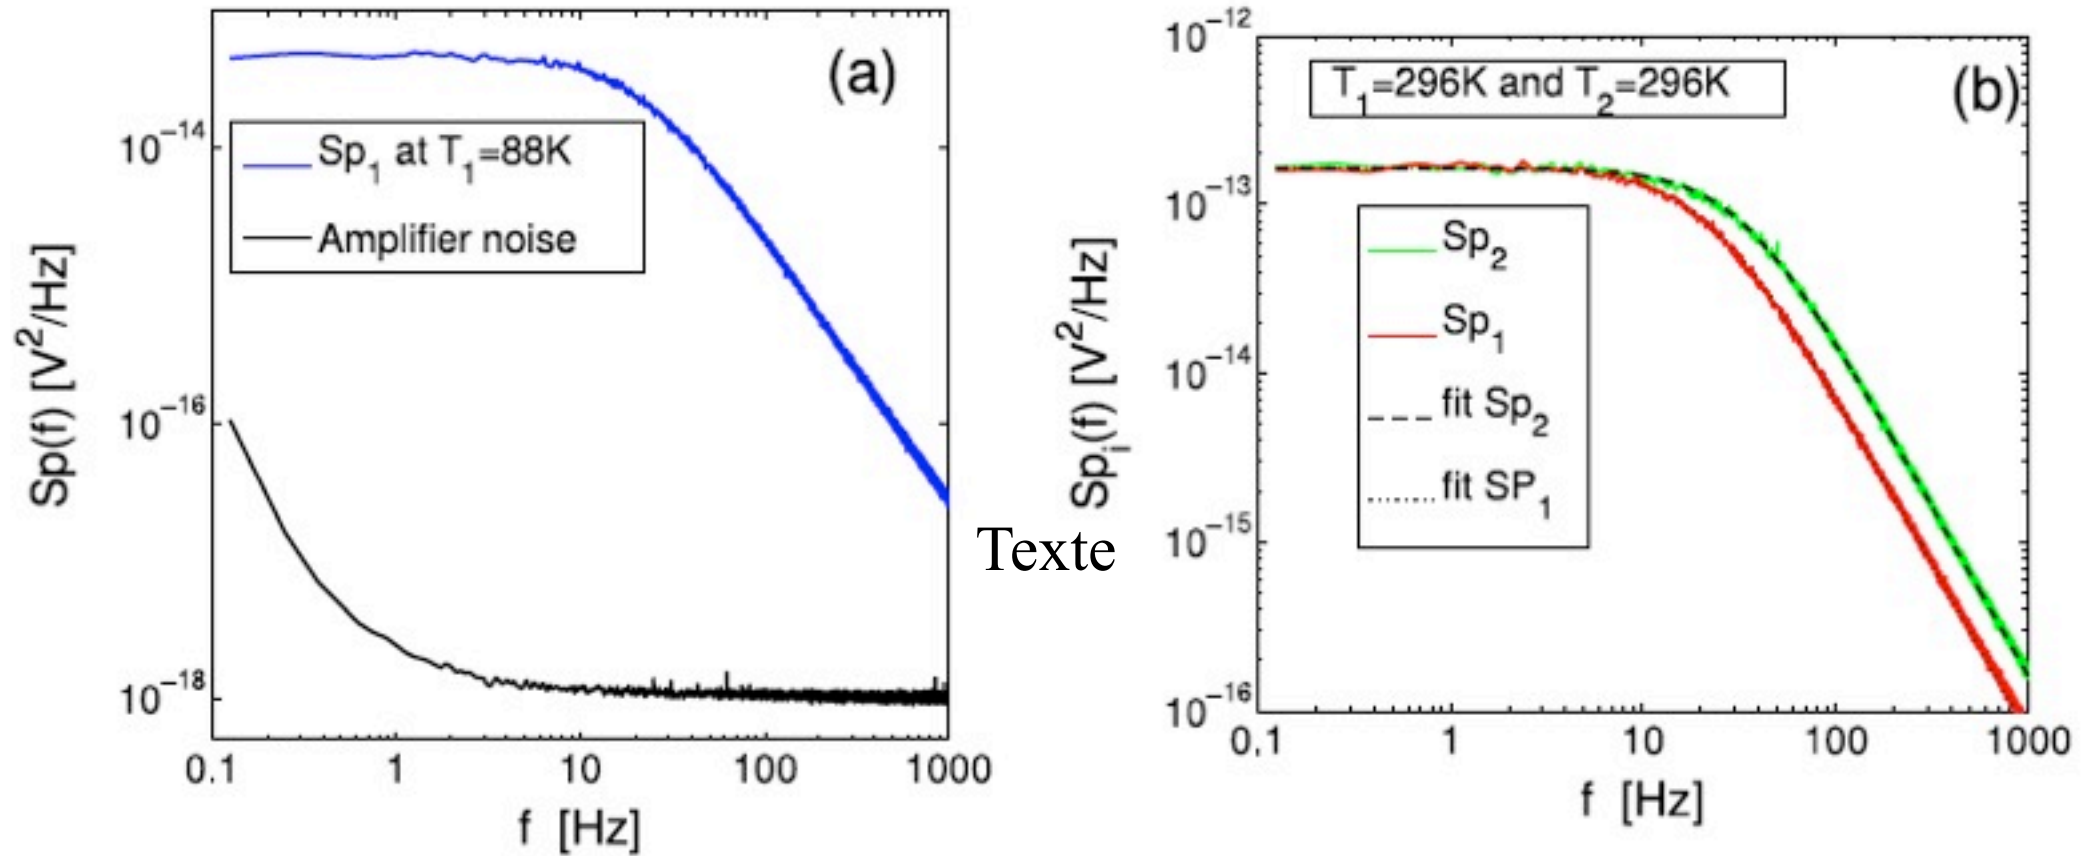 (a)
Sp₁ at T₁=88K
Amplifier noise
10⁻¹⁴
10⁻¹⁶
10⁻¹⁸
Sp(f) [V²/Hz]
0.1 1 10 100 1000
f [Hz]
Texte
(b)
T₁=296K and T₂=296K
Sp₂
Sp₁
fit Sp₂
fit SP₁
10⁻¹²
10⁻¹³
10⁻¹⁴
10⁻¹⁵
10⁻¹⁶
Spᵢ(f) [V²/Hz]
0.1 1 10 100 1000
f [Hz]